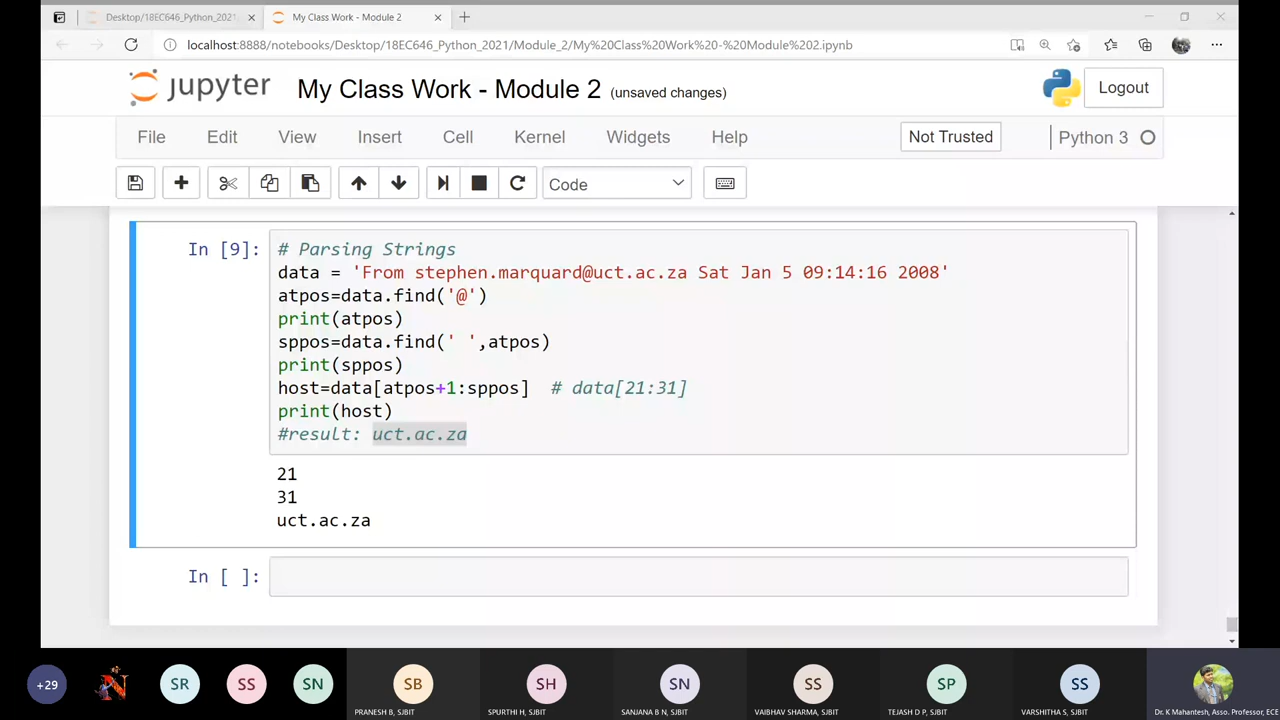 Desktop/18EC646_Python_2021/
My Class Work - Module 2
localhost:8888/notebooks/Desktop/18EC646_Python_2021/Module_2/My%20Class%20Work%20-%20Module%202.ipynb
jupyter My Class Work - Module 2 (unsaved changes) Logout
File Edit View Insert Cell Kernel Widgets Help Not Trusted Python 3
Code
In [9]:
# Parsing Strings
data = 'From stephen.marquard@uct.ac.za Sat Jan 5 09:14:16 2008'
atpos=data.find('@')
print(atpos)
sppos=data.find(' ',atpos)
print(sppos)
host=data[atpos+1:sppos]  # data[21:31]
print(host)
#result: uct.ac.za
21
31
uct.ac.za
In [ ]:
+29 N SR SS SN SB SH SN SS SP SS
PRANESH B, SJBIT SPURTHI H, SJBIT SANJANA B N, SJBIT VAIBHAV SHARMA, SJBIT TEJASH D P, SJBIT VARSHITHA S, SJBIT Dr. K Mahantesh, Asso. Professor, ECE